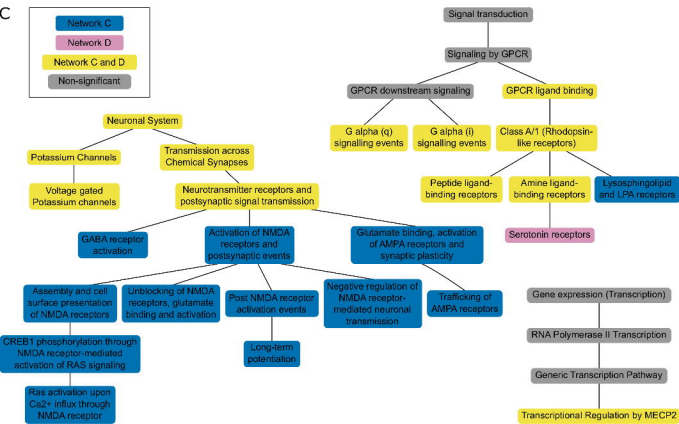 C
Network C
Network D
Network C and D
Non-significant
Signal transduction
Signaling by GPCR
GPCR downstream signaling
GPCR ligand binding
G alpha (q)
signalling events
G alpha (i)
signalling events
Class A/1 (Rhodopsin-
like receptors)
Peptide ligand-
binding receptors
Amine ligand-
binding receptors
Lysosphingolipid
and LPA receptors
Serotonin receptors
Neuronal System
Potassium Channels
Transmission across
Chemical Synapses
Voltage gated
Potassium channels
Neurotransmitter receptors and
postsynaptic signal transmission
GABA receptor
activation
Activation of NMDA
receptors and
postsynaptic events
Glutamate binding, activation
of AMPA receptors and
synaptic plasticity
Assembly and cell
surface presentation
of NMDA receptors
Unblocking of NMDA
receptors, glutamate
binding and activation
Post NMDA receptor
activation events
Negative regulation of
NMDA receptor-
mediated neuronal
transmission
Trafficking of
AMPA receptors
CREB1 phosphorylation through
NMDA receptor-mediated
activation of RAS signaling
Long-term
potentiation
Ras activation upon
Ca2+ influx through
NMDA receptor
Gene expression (Transcription)
RNA Polymerase II Transcription
Generic Transcription Pathway
Transcriptional Regulation by MECP2